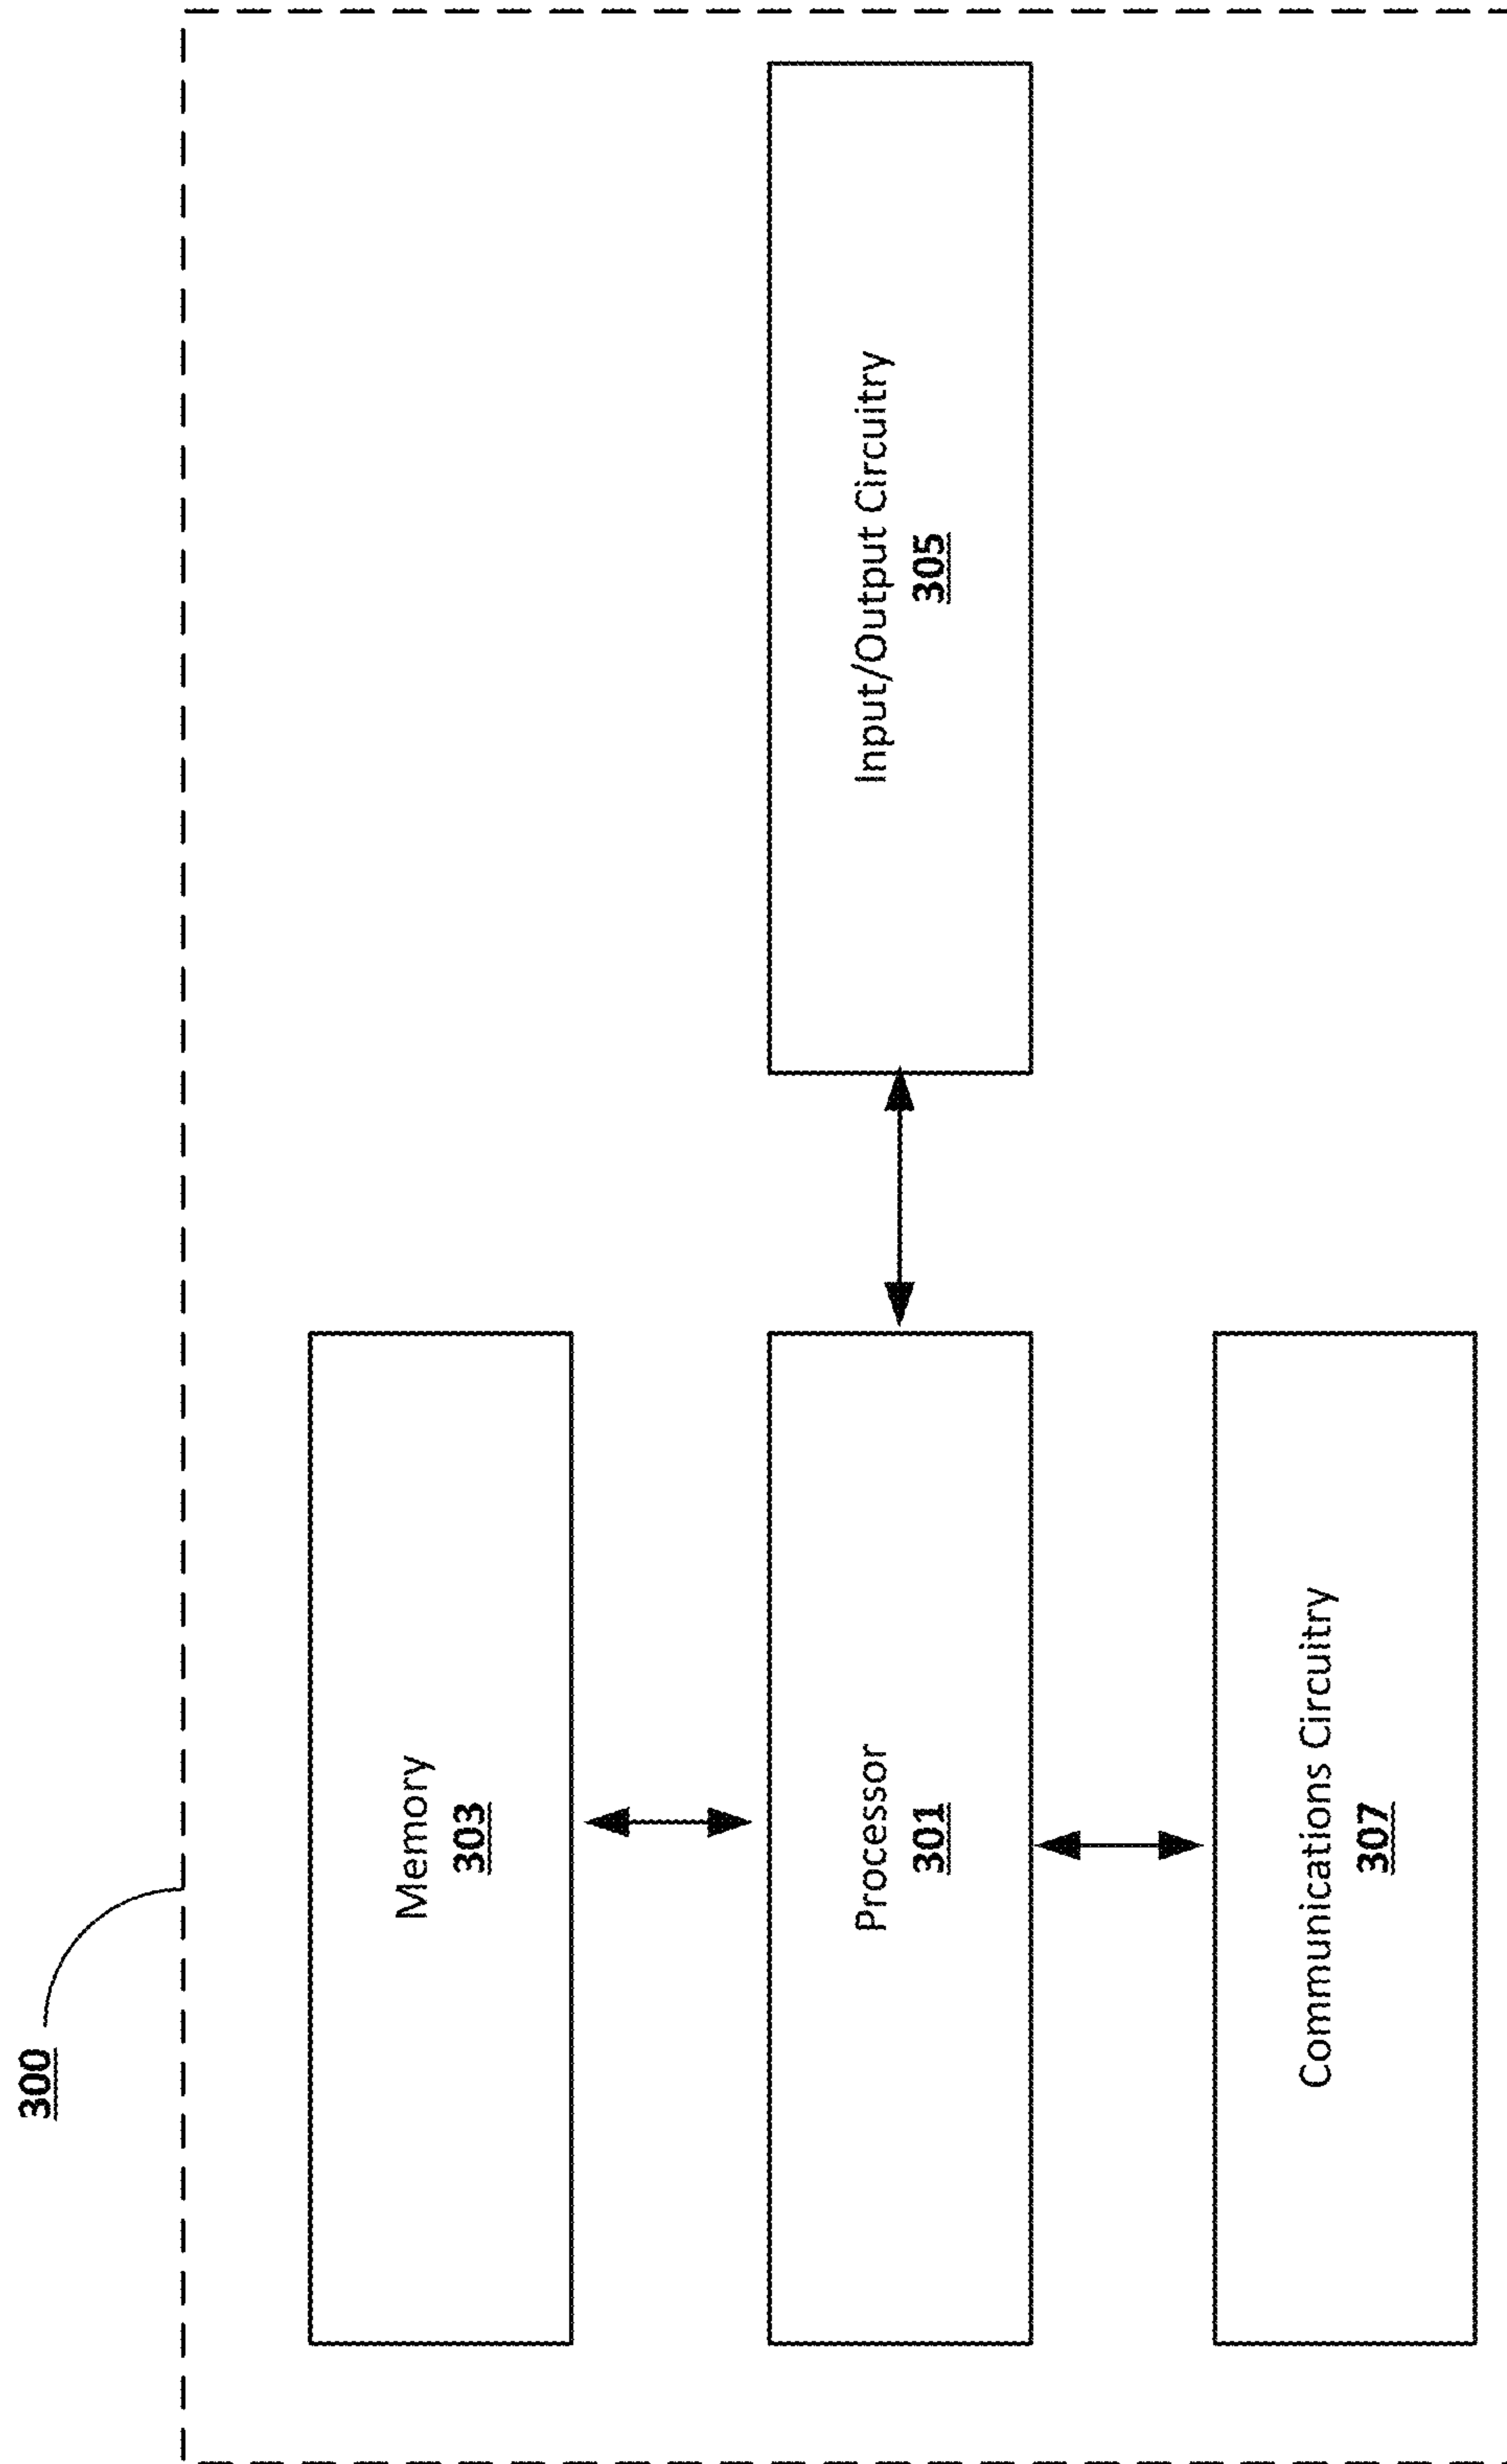 300
Memory
303
Processor
301
Input/Output Circuitry
305
Communications Circuitry
307